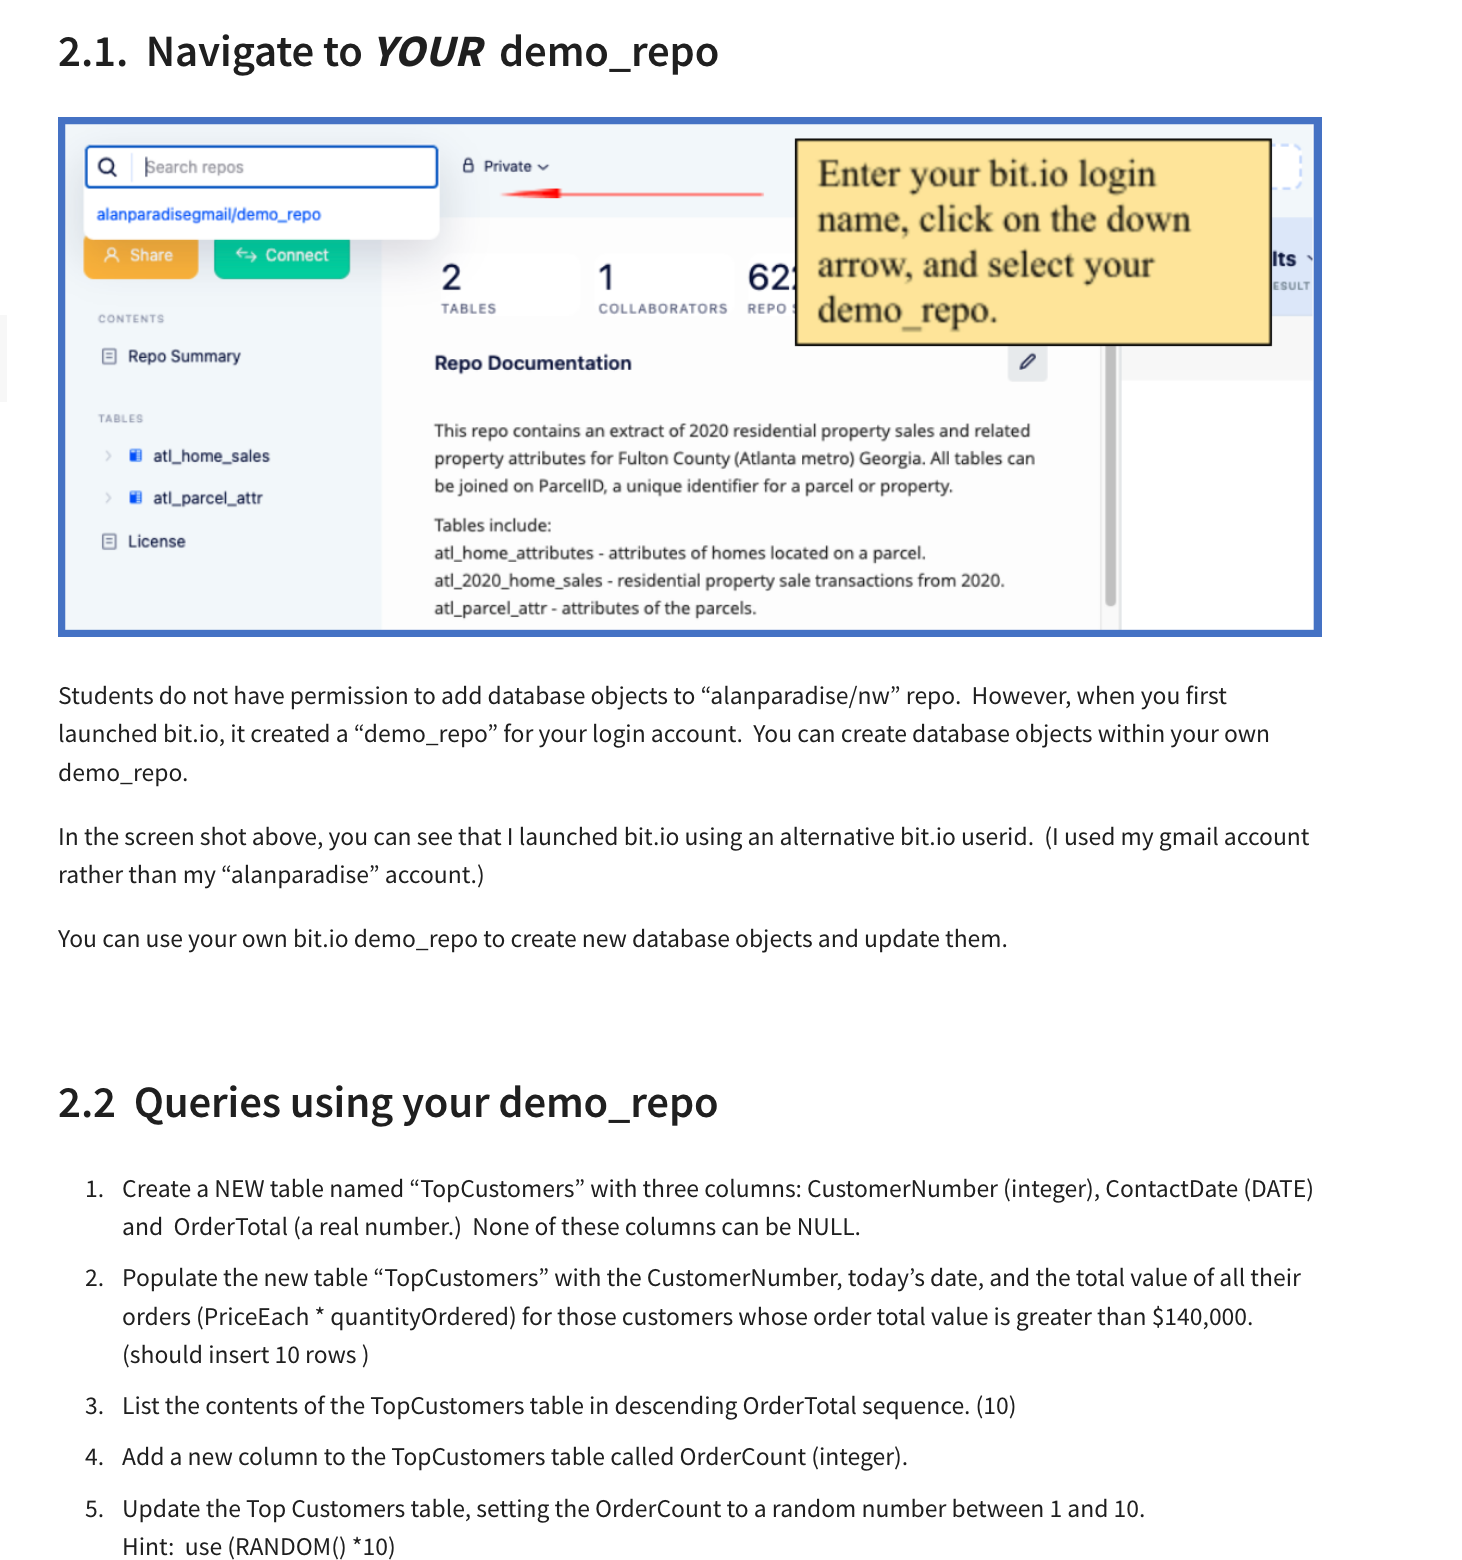 2.1. Navigate to YOUR demo_repo
Search repos
Private
alanparadisegmail/demo_repo
Enter your bit.io login
name, click on the down
arrow, and select your
demo_repo.
Share
Connect
2
TABLES
1
COLLABORATORS
REPO
CONTENTS
Repo Summary
TABLES
atl_home_sales
atl_parcel_attr
License
Repo Documentation
This repo contains an extract of 2020 residential property sales and related
property attributes for Fulton County (Atlanta metro) Georgia. All tables can
be joined on ParcelID, a unique identifier for a parcel or property.
Tables include:
atl_home_attributes - attributes of homes located on a parcel.
atl_2020_home_sales - residential property sale transactions from 2020.
atl_parcel_attr - attributes of the parcels.
Students do not have permission to add database objects to “alanparadise/nw” repo. However, when you first
launched bit.io, it created a “demo_repo” for your login account. You can create database objects within your own
demo_repo.
In the screen shot above, you can see that I launched bit.io using an alternative bit.io userid. (I used my gmail account
rather than my “alanparadise” account.)
You can use your own bit.io demo_repo to create new database objects and update them.
2.2 Queries using your demo_repo
1. Create a NEW table named “TopCustomers” with three columns: CustomerNumber (integer), ContactDate (DATE)
and OrderTotal (a real number.) None of these columns can be NULL.
2. Populate the new table “TopCustomers” with the CustomerNumber, today’s date, and the total value of all their
orders (PriceEach * quantityOrdered) for those customers whose order total value is greater than $140,000.
(should insert 10 rows )
3. List the contents of the TopCustomers table in descending OrderTotal sequence. (10)
4. Add a new column to the TopCustomers table called OrderCount (integer).
5. Update the Top Customers table, setting the OrderCount to a random number between 1 and 10.
Hint: use (RANDOM() *10)